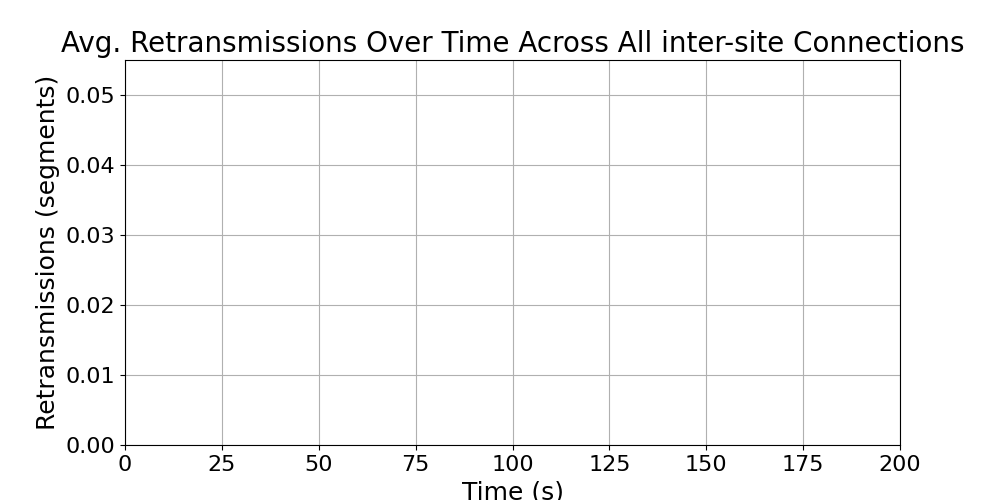 Avg. Retransmissions Over Time Across All inter-site Connections
Retransmissions (segments)
0.05
0.04
0.03
0.02
0.01
0.00
0 25 50 75 100 125 150 175 200
Time (s)